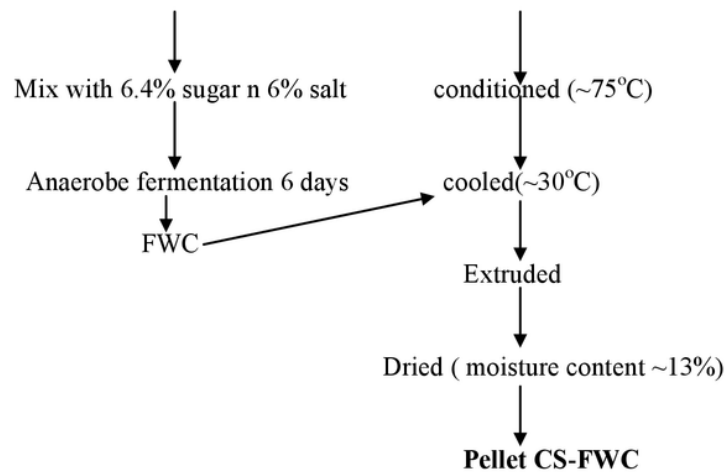 Mix with 6.4% sugar n 6% salt
conditioned (~75°C)
Anaerobe fermentation 6 days
cooled(~30°C)
FWC
Extruded
Dried ( moisture content ~13%)
Pellet CS-FWC